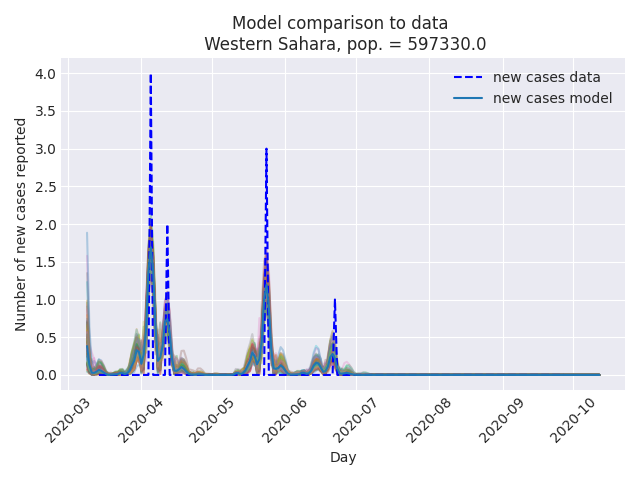 Model comparison to data
Western Sahara, pop. = 597330.0
new cases data
new cases model
Number of new cases reported
4.0
3.5
3.0
2.5
2.0
1.5
1.0
0.5
0.0
2020-03
2020-04
2020-05
2020-06
2020-07
2020-08
2020-09
2020-10
Day